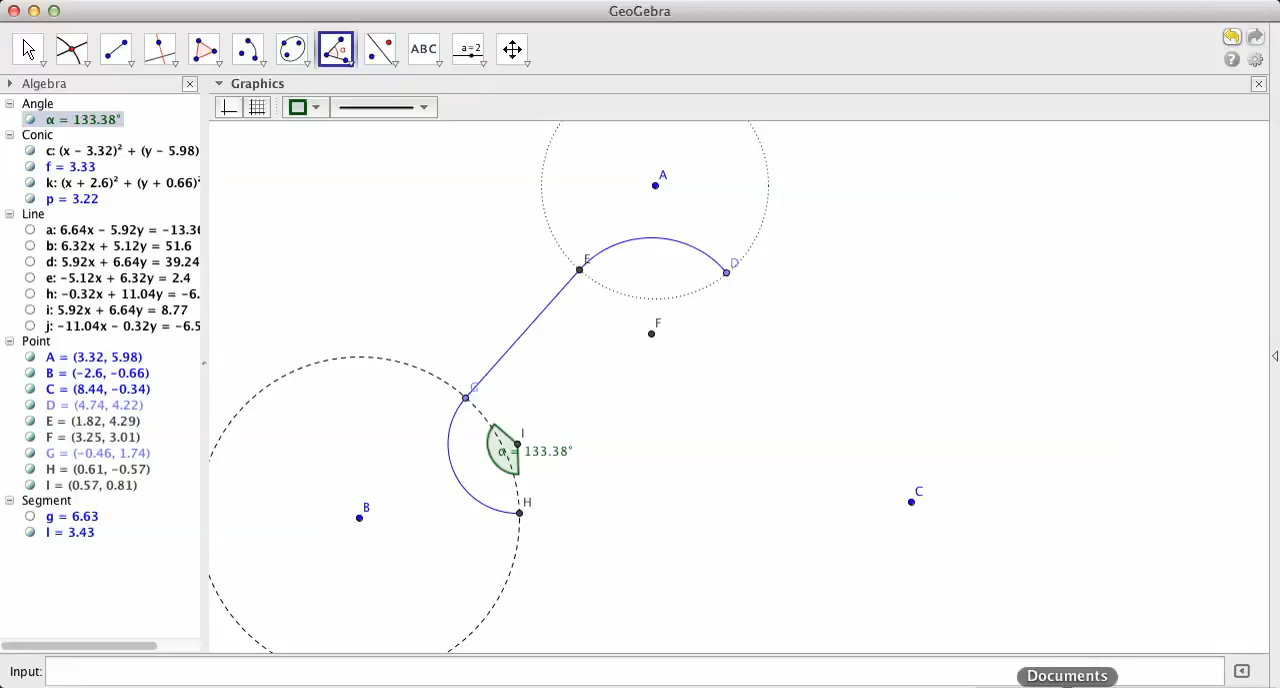 GeoGebra
α
ABC
a=2
Algebra
Graphics
Angle
α = 133.38°
Conic
c: (x – 3.32)² + (y – 5.98)
f = 3.33
k: (x + 2.6)² + (y + 0.66)²
p = 3.22
Line
a: 6.64x – 5.92y = –13.36
b: 6.32x + 5.12y = 51.6
d: 5.92x + 6.64y = 39.24
e: –5.12x + 6.32y = 2.4
h: –0.32x + 11.04y = –6.
i: 5.92x + 6.64y = 8.77
j: –11.04x – 0.32y = –6.5
Point
A = (3.32, 5.98)
B = (–2.6, –0.66)
C = (8.44, –0.34)
D = (4.74, 4.22)
E = (1.82, 4.29)
F = (3.25, 3.01)
G = (–0.46, 1.74)
H = (0.61, –0.57)
I = (0.57, 0.81)
Segment
g = 6.63
l = 3.43
A
E
D
F
G
I
α = 133.38°
H
B
C
Input:
Documents